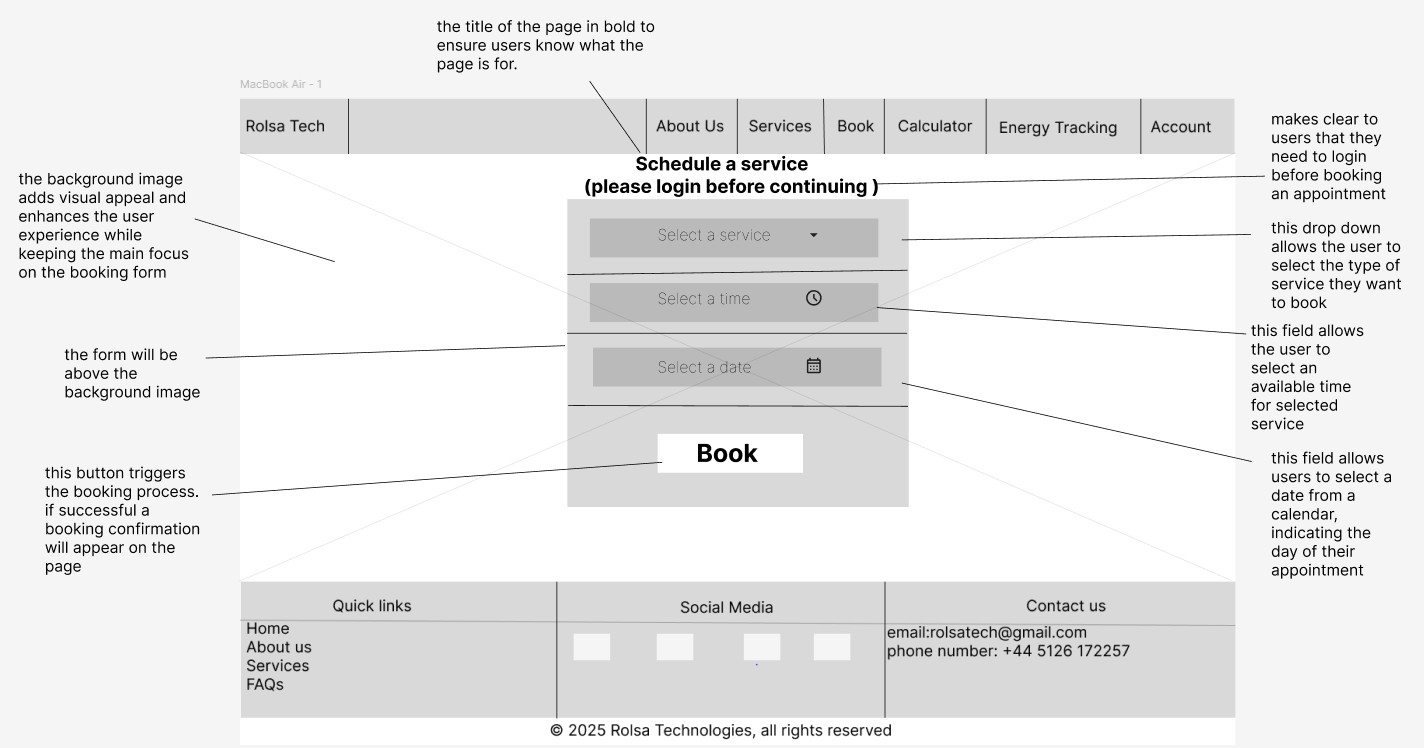 the title of the page in bold to
ensure users know what the
page is for.
MacBook Air - 1
Rolsa Tech
About Us
Services
Book
Calculator
Energy Tracking
Account
Schedule a service
(please login before continuing )
makes clear to
users that they
need to login
before booking
an appointment
the background image
adds visual appeal and
enhances the user
experience while
keeping the main focus
on the booking form
Select a service
this drop down
allows the user to
select the type of
service they want
to book
Select a time
this field allows
the user to
select an
available time
for selected
service
the form will be
above the
background image
Select a date
this field allows
users to select a
date from a
calendar,
indicating the
day of their
appointment
Book
this button triggers
the booking process.
if successful a
booking confirmation
will appear on the
page
Quick links
Home
About us
Services
FAQs
Social Media
Contact us
email:rolsatech@gmail.com
phone number: +44 5126 172257
© 2025 Rolsa Technologies, all rights reserved